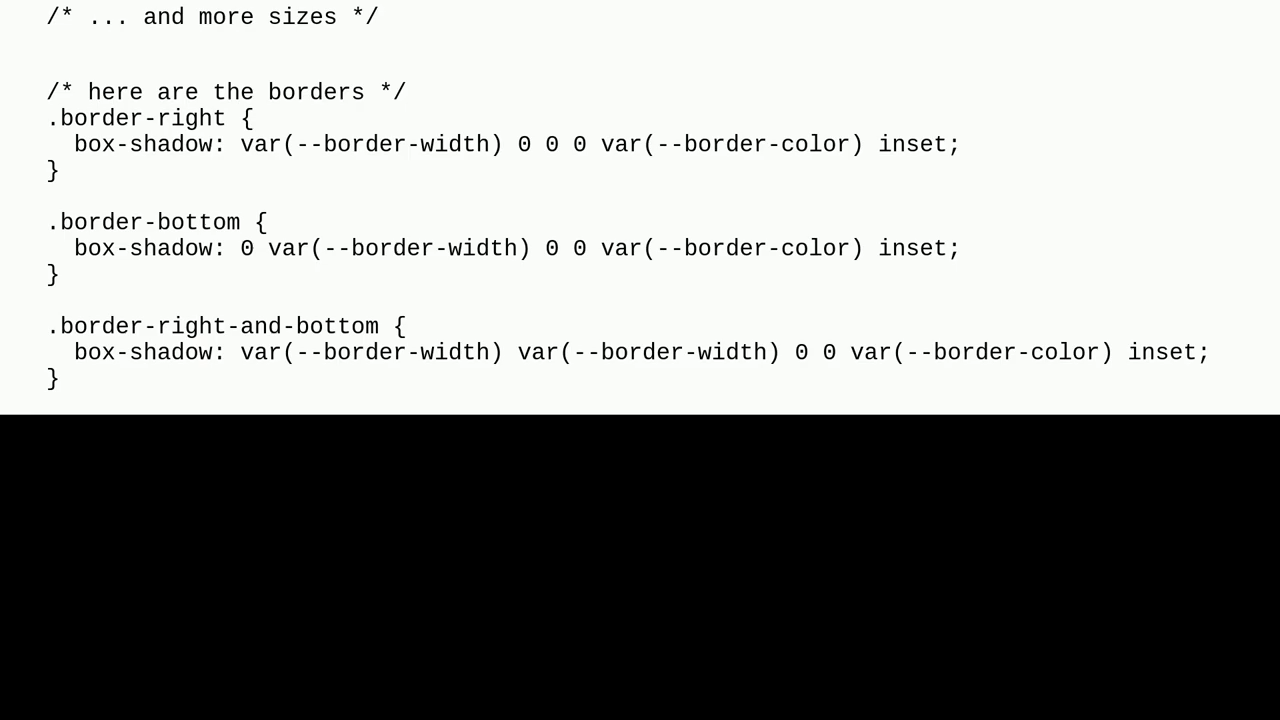 /* ... and more sizes */
/* here are the borders */
.border-right {
  box-shadow: var(--border-width) 0 0 0 var(--border-color) inset;
}
.border-bottom {
  box-shadow: 0 var(--border-width) 0 0 var(--border-color) inset;
}
.border-right-and-bottom {
  box-shadow: var(--border-width) var(--border-width) 0 0 var(--border-color) inset;
}